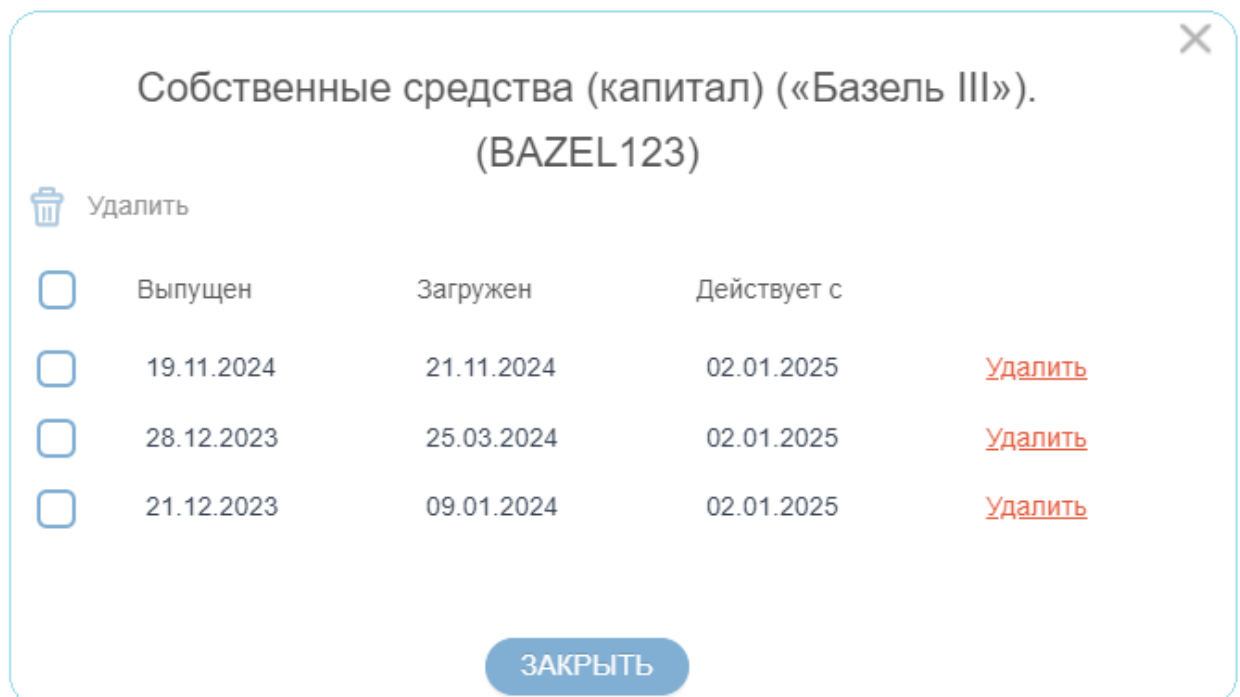 Собственные средства (капитал) («Базель III»).
(BAZEL123)
Удалить
Выпущен Загружен Действует с
19.11.2024 21.11.2024 02.01.2025 Удалить
28.12.2023 25.03.2024 02.01.2025 Удалить
21.12.2023 09.01.2024 02.01.2025 Удалить
ЗАКРЫТЬ